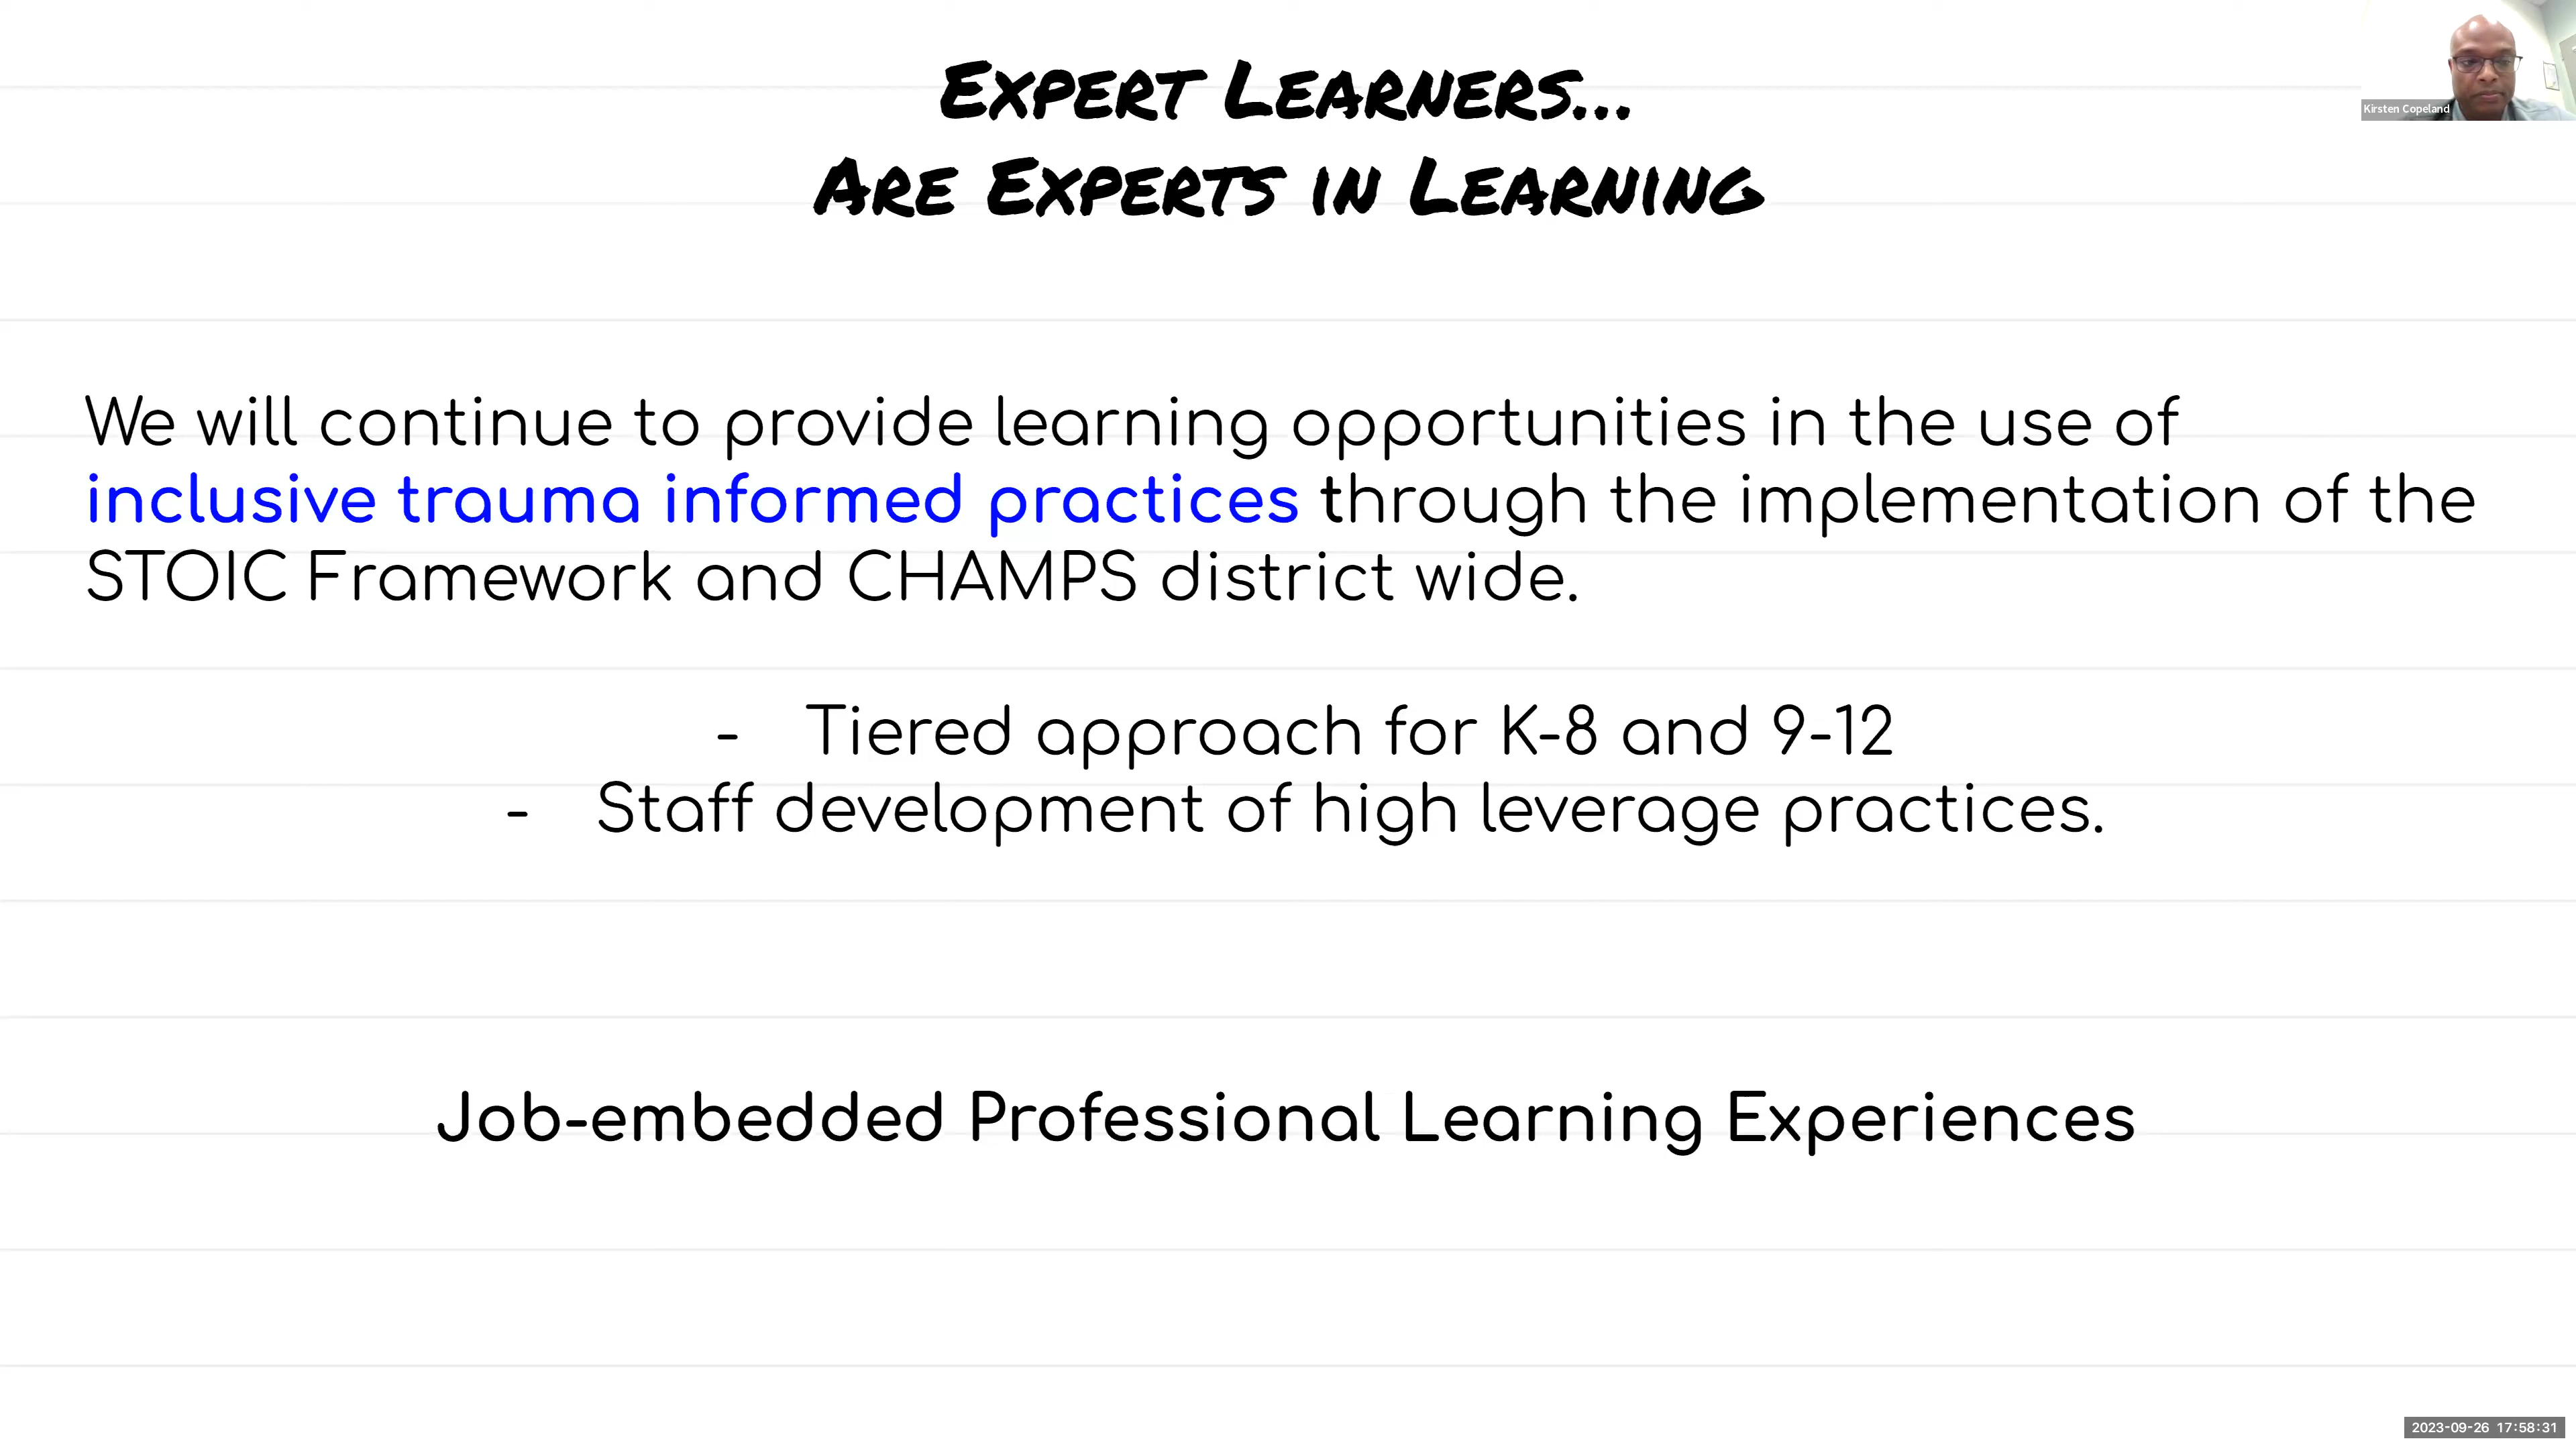 Expert Learners...
Are Experts in Learning
Kirsten Copeland
We will continue to provide learning opportunities in the use of
inclusive trauma informed practices through the implementation of the
STOIC Framework and CHAMPS district wide.
- Tiered approach for K-8 and 9-12
- Staff development of high leverage practices.
Job-embedded Professional Learning Experiences
2023-09-26 17:58:31